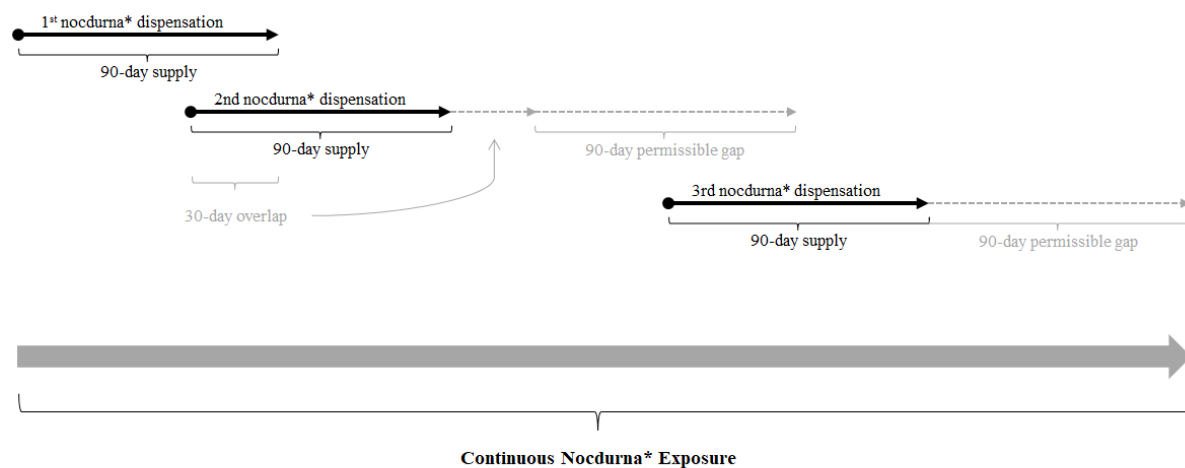 1st nocdurna* dispensation
90-day supply
2nd nocdurna* dispensation
90-day supply
90-day permissible gap
30-day overlap
3rd nocdurna* dispensation
90-day supply
90-day permissible gap
Continuous Nocdurna* Exposure